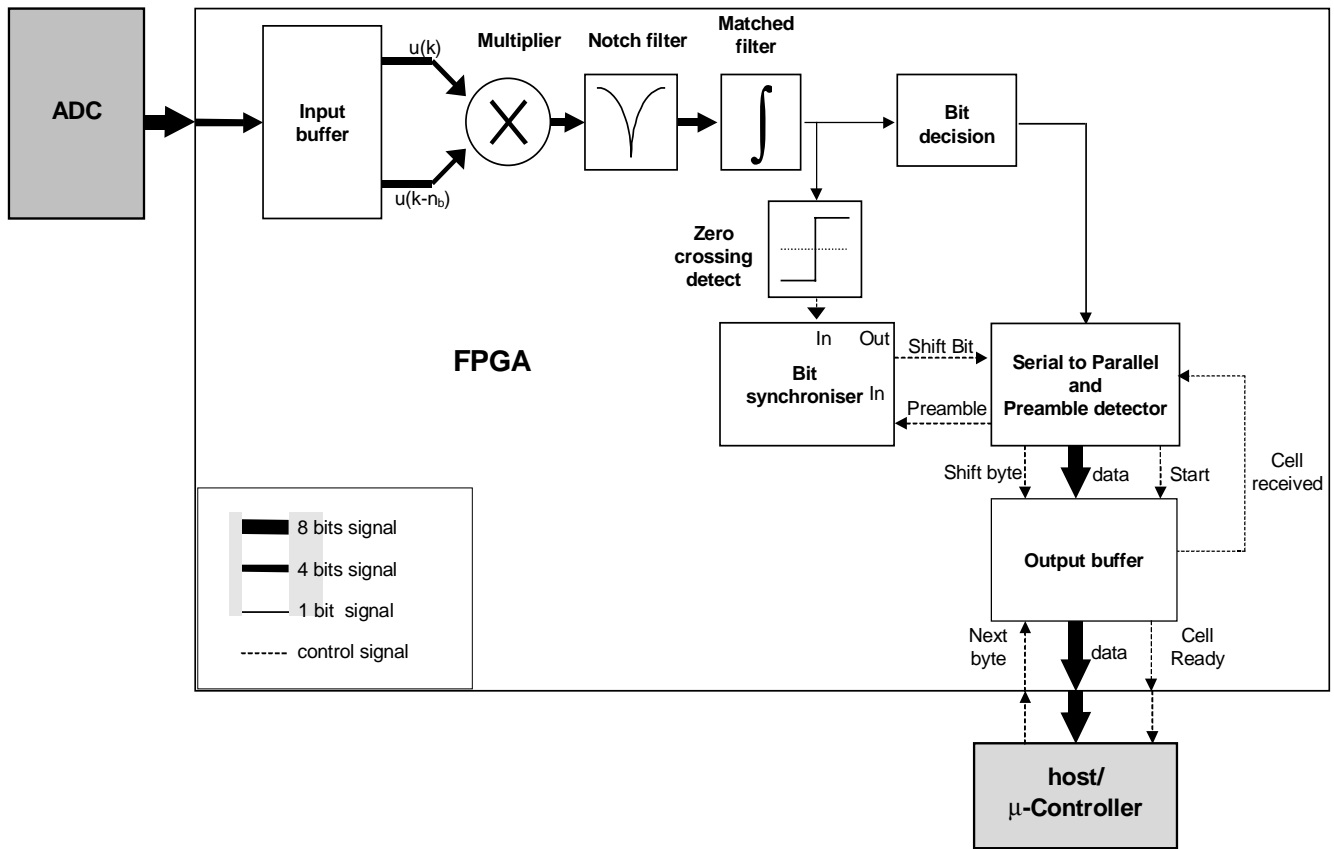 ADC
Input
buffer
u(k)
u(k-nb)
Multiplier
Notch filter
Matched
filter
Bit
decision
Zero
crossing
detect
FPGA
In
Out
Bit
synchroniser
In
Shift Bit
Preamble
Serial to Parallel
and
Preamble detector
Shift byte
data
Start
Cell
received
Output buffer
Next
byte
data
Cell
Ready
8 bits signal
4 bits signal
1 bit signal
control signal
host/
μ-Controller